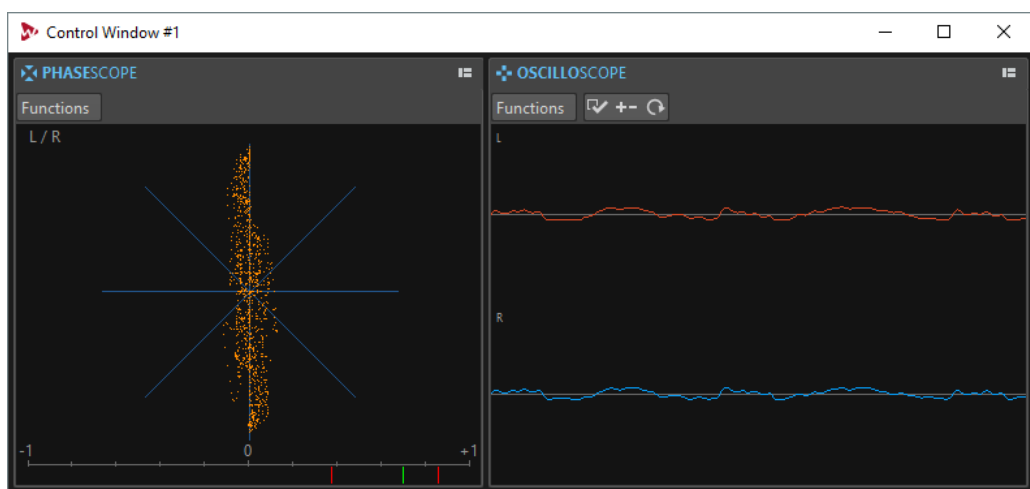 Control Window #1
PHASESCOPE
Functions
L / R
-1 0 +1
OSCILLOSCOPE
Functions
L
R